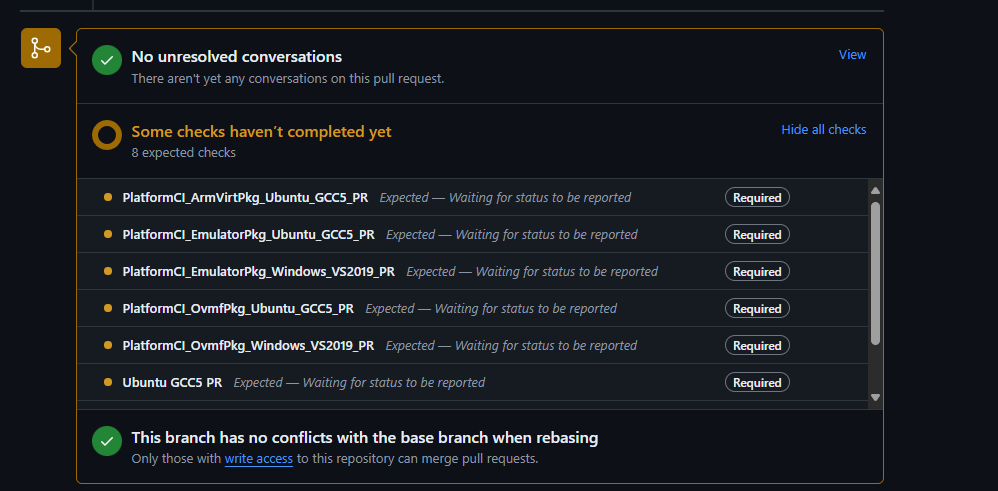 No unresolved conversations
View
There aren't yet any conversations on this pull request.
Some checks haven't completed yet
Hide all checks
8 expected checks
PlatformCI_ArmVirtPkg_Ubuntu_GCC5_PR Expected — Waiting for status to be reported Required
PlatformCI_EmulatorPkg_Ubuntu_GCC5_PR Expected — Waiting for status to be reported Required
PlatformCI_EmulatorPkg_Windows_VS2019_PR Expected — Waiting for status to be reported Required
PlatformCI_OvmfPkg_Ubuntu_GCC5_PR Expected — Waiting for status to be reported Required
PlatformCI_OvmfPkg_Windows_VS2019_PR Expected — Waiting for status to be reported Required
Ubuntu GCC5 PR Expected — Waiting for status to be reported Required
This branch has no conflicts with the base branch when rebasing
Only those with write access to this repository can merge pull requests.